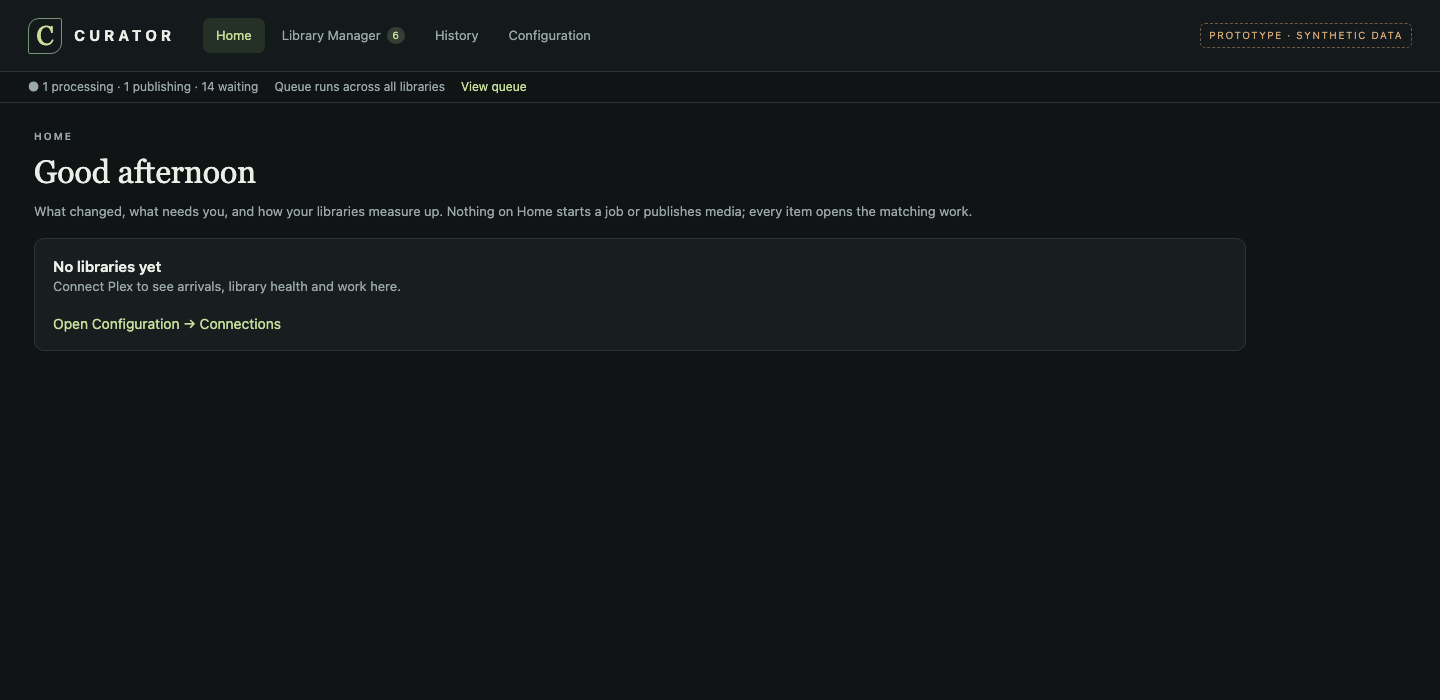 C CURATOR Home Library Manager 6 History Configuration PROTOTYPE · SYNTHETIC DATA
1 processing · 1 publishing · 14 waiting Queue runs across all libraries View queue
HOME
Good afternoon
What changed, what needs you, and how your libraries measure up. Nothing on Home starts a job or publishes media; every item opens the matching work.
No libraries yet
Connect Plex to see arrivals, library health and work here.
Open Configuration → Connections